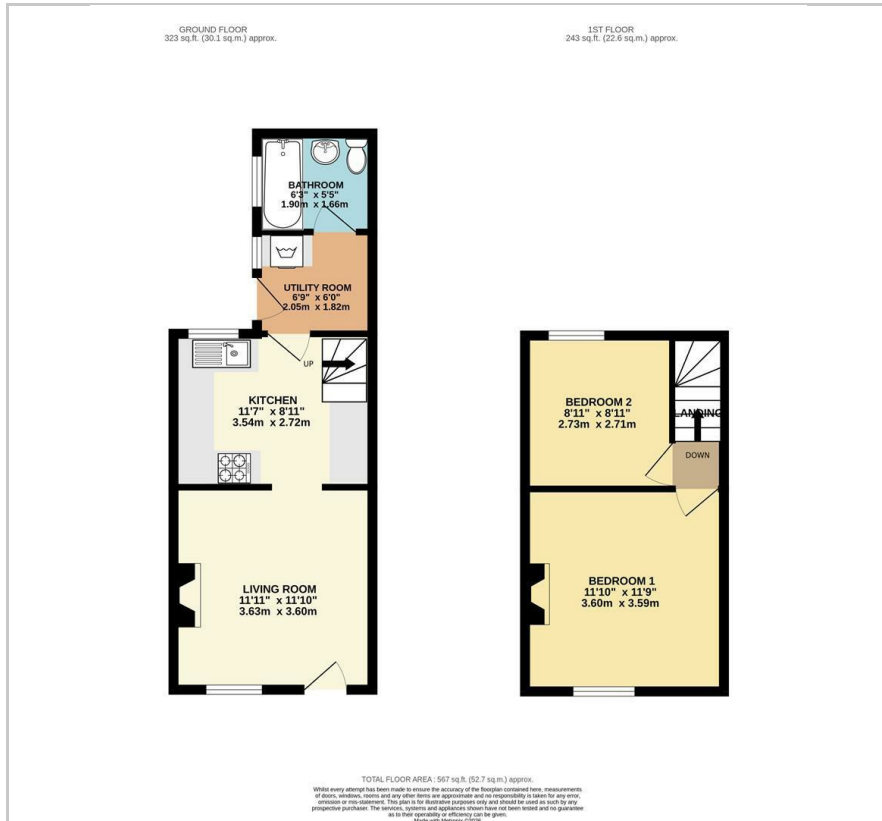 GROUND FLOOR
323 sq.ft. (30.1 sq.m.) approx.
1ST FLOOR
243 sq.ft. (22.6 sq.m.) approx.
BATHROOM
6'3" x 5'5"
1.90m x 1.66m
UTILITY ROOM
6'9" x 6'0"
2.05m x 1.82m
UP
KITCHEN
11'7" x 8'11"
3.54m x 2.72m
LIVING ROOM
11'11" x 11'10"
3.63m x 3.60m
BEDROOM 2
8'11" x 8'11"
2.73m x 2.71m
LANDING
DOWN
BEDROOM 1
11'10" x 11'9"
3.60m x 3.59m
TOTAL FLOOR AREA : 567 sq.ft. (52.7 sq.m.) approx.
Whilst every attempt has been made to ensure the accuracy of the floorplan contained here, measurements
of doors, windows, rooms and any other items are approximate and no responsibility is taken for any error,
omission or mis-statement. This plan is for illustrative purposes only and should be used as such by any
prospective purchaser. The services, systems and appliances shown have not been tested and no guarantee
as to their operability or efficiency can be given.
Made with Metropix ©2026